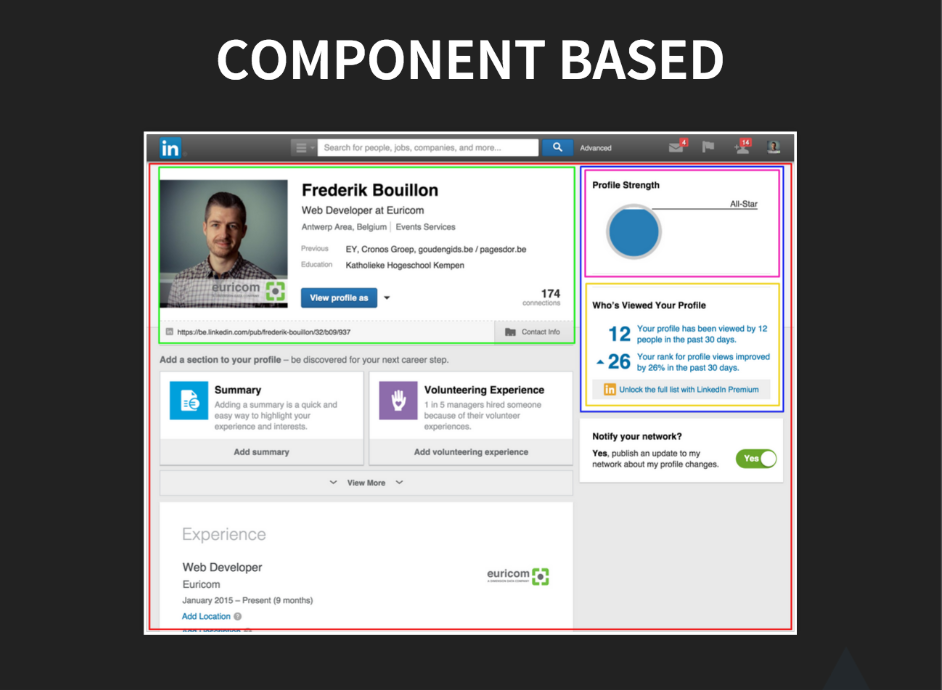 COMPONENT BASED
in
Search for people, jobs, companies, and more...
Advanced
4
14
Frederik Bouillon
Web Developer at Euricom
Antwerp Area, Belgium | Events Services
Previous EY, Cronos Groep, goudengids.be / pagesdor.be
Education Katholieke Hogeschool Kempen
euricom
View profile as
174
connections
https://be.linkedin.com/pub/frederik-bouillon/32/b09/937
Contact Info
Add a section to your profile – be discovered for your next career step.
Summary
Adding a summary is a quick and
easy way to highlight your
experience and interests.
Add summary
Volunteering Experience
1 in 5 managers hired someone
because of their volunteer
experiences.
Add volunteering experience
View More
Experience
Web Developer
Euricom
January 2015 – Present (9 months)
Add Location
euricom
Profile Strength
All-Star
Who's Viewed Your Profile
12 Your profile has been viewed by 12
people in the past 30 days.
26 Your rank for profile views improved
by 26% in the past 30 days.
in Unlock the full list with LinkedIn Premium
Notify your network?
Yes, publish an update to my
network about my profile changes.
Yes